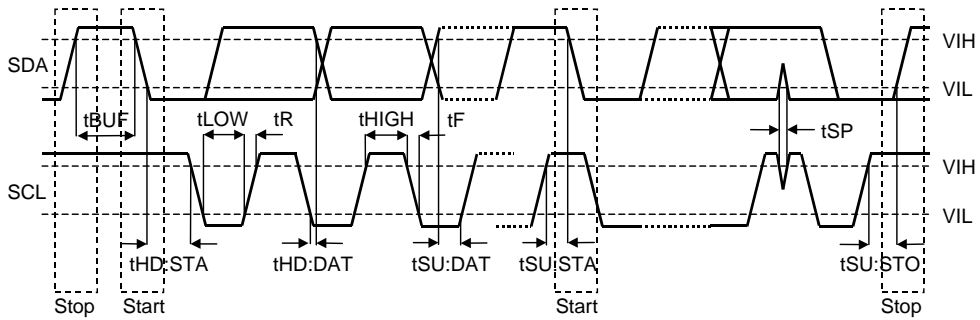 VIH
SDA
VIL
tBUF
tLOW
tR
tHIGH
tF
tSP
VIH
SCL
VIL
tHD:STA
tHD:DAT
tSU:DAT
tSU:STA
tSU:STO
Stop
Start
Start
Stop